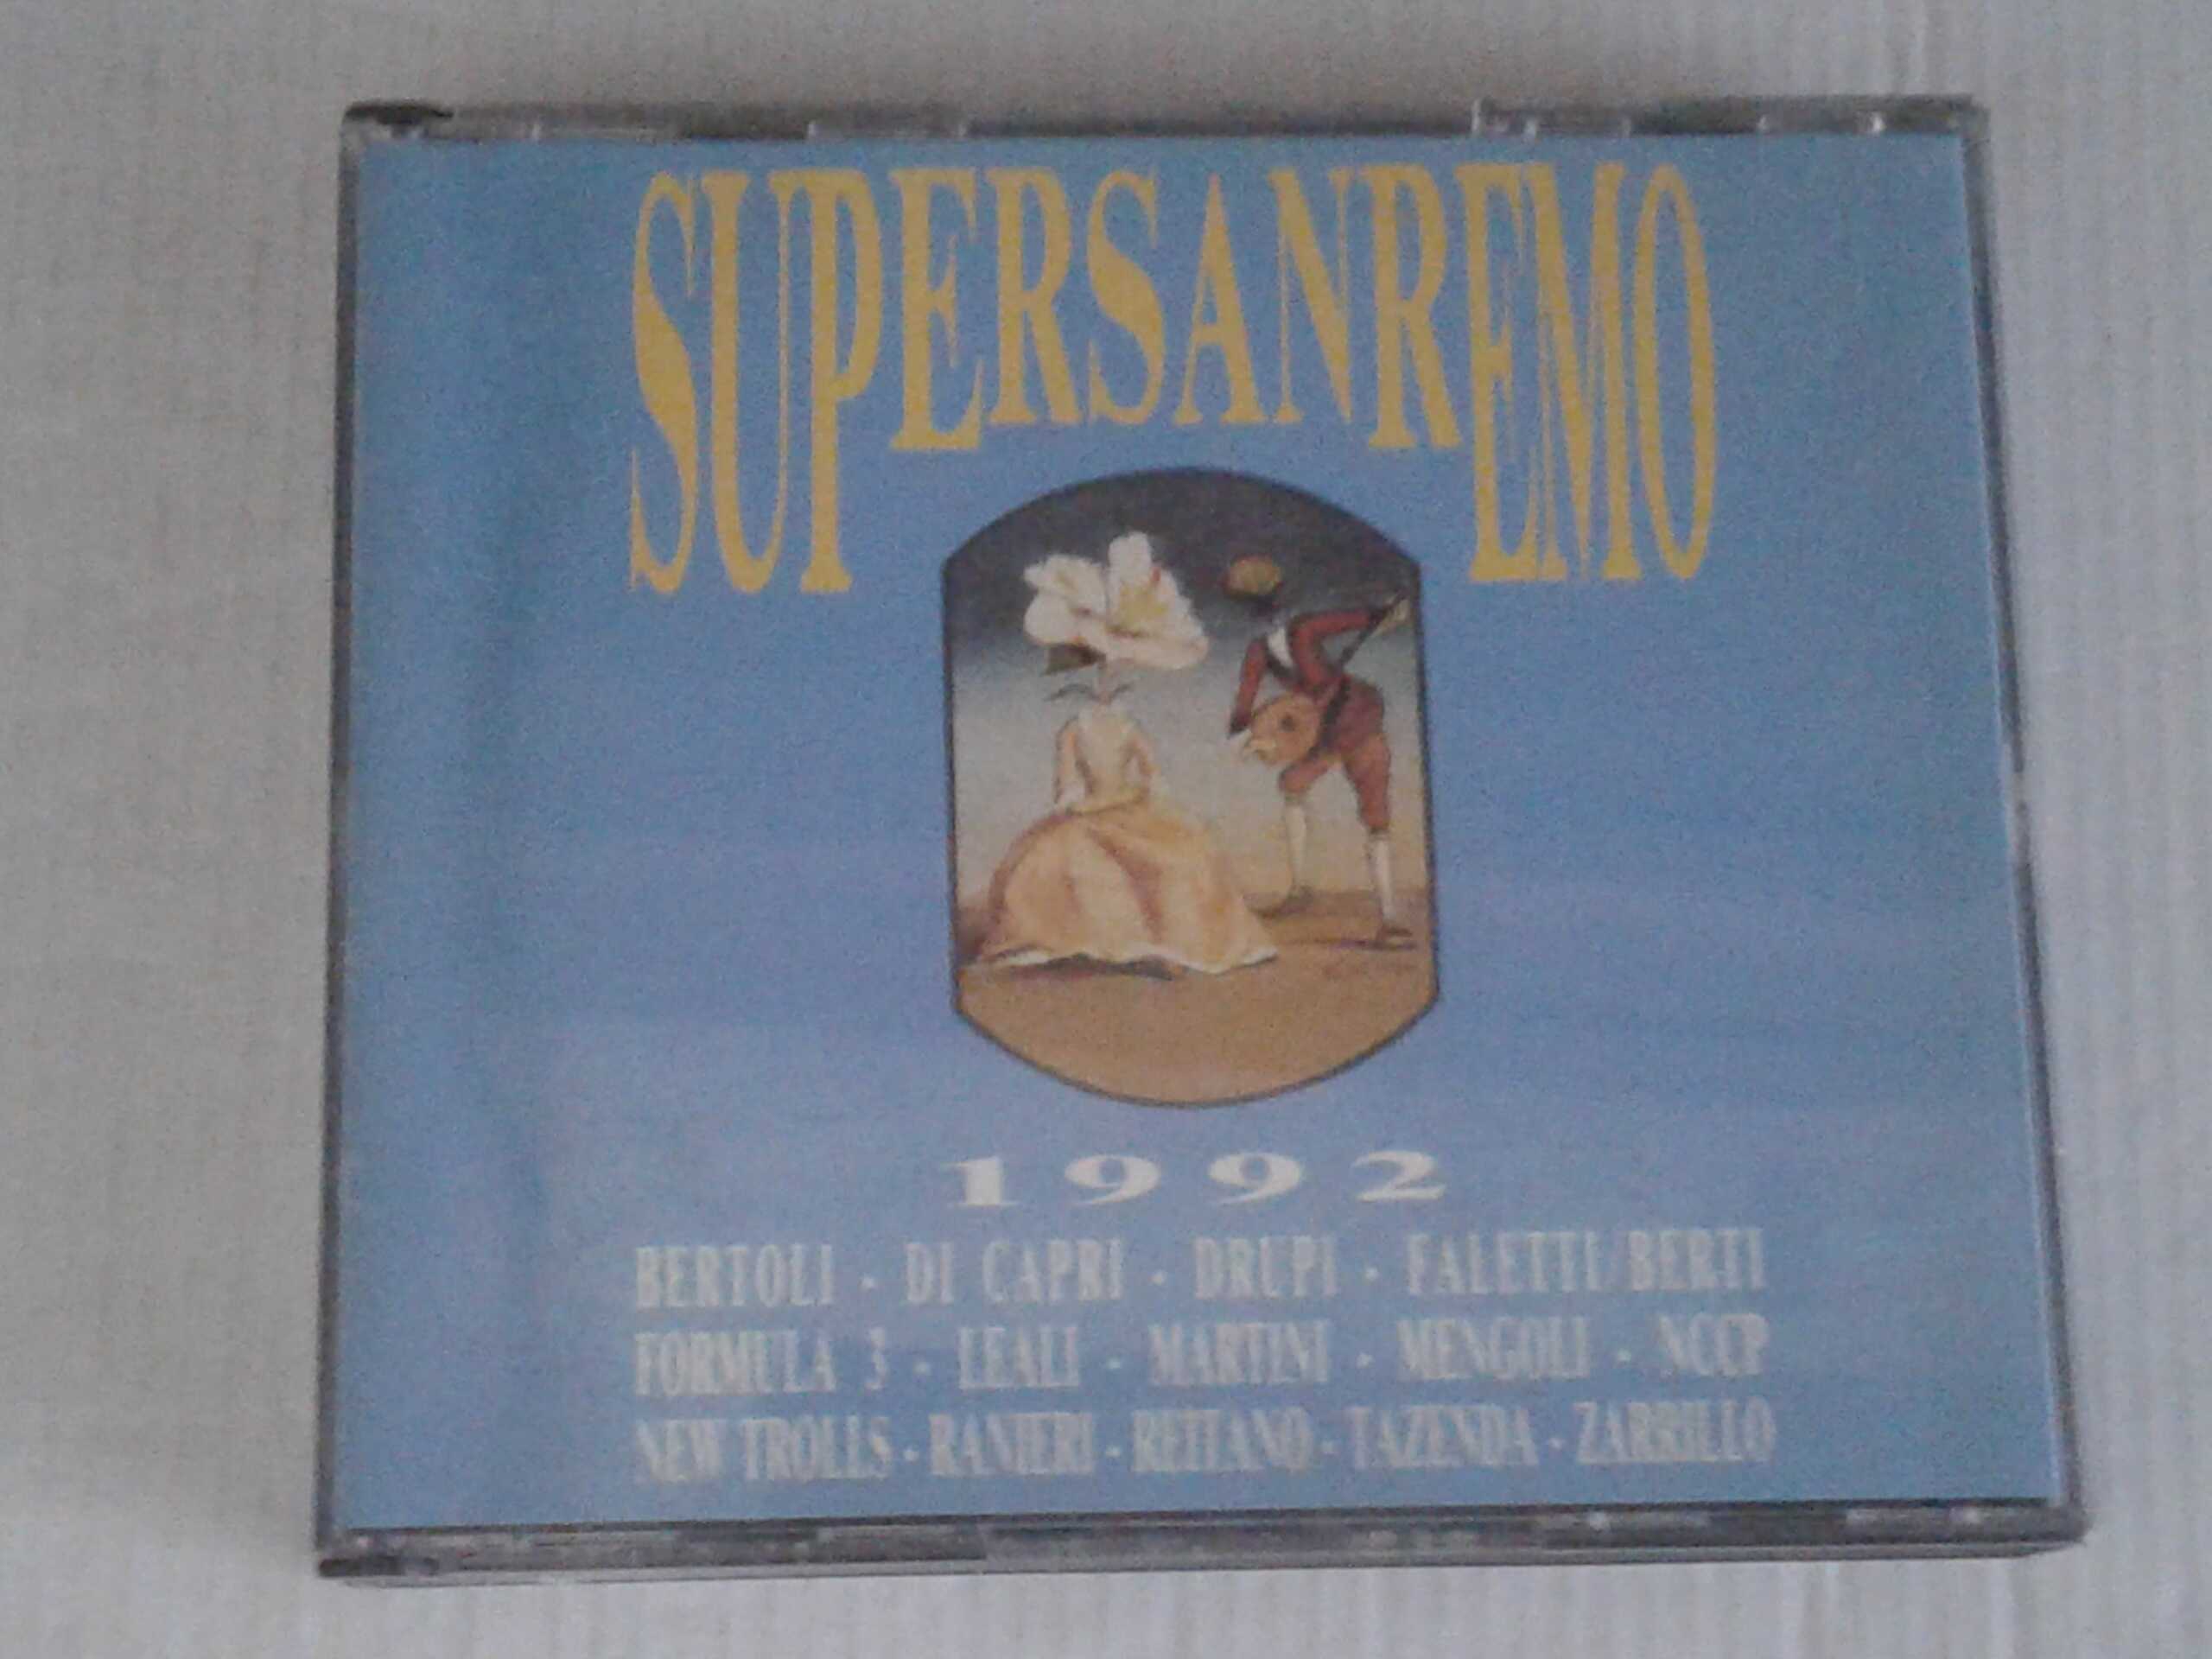 SUPERSANREMO
1992
BERTOLI - DI CAPRI - DRUPI - FALETTI/BERTI
FORMULA 3 - LEALI - MARTINI - MENGOLI - NCCP
NEW TROLLS - RANIERI - REITANO - TAZENDA - ZARRILLO